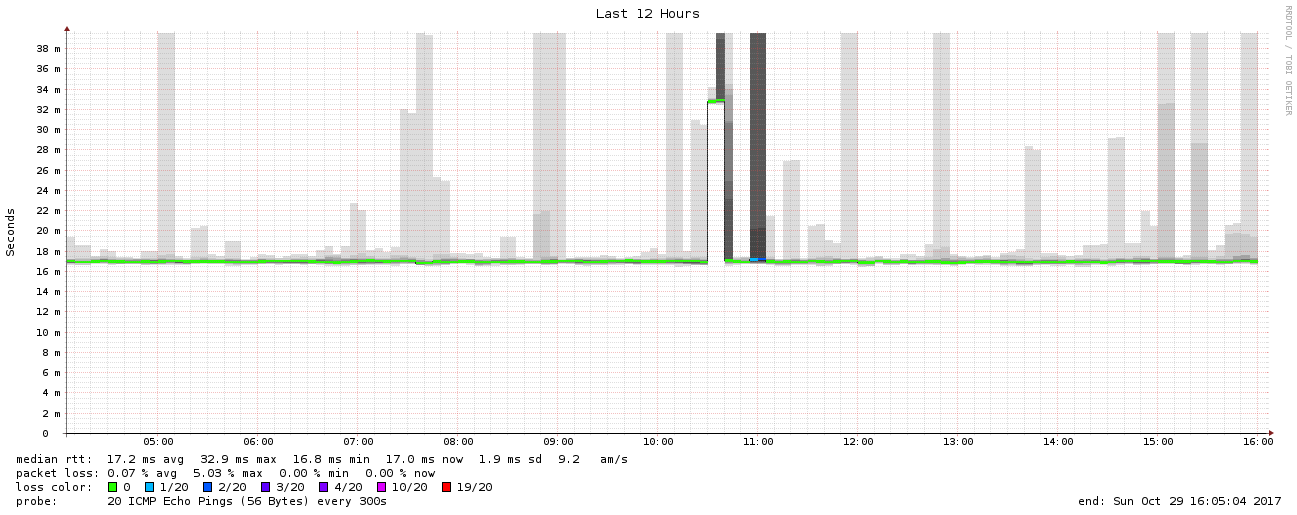 Last 12 Hours
RRDTOOL / TOBI OETIKER
Seconds
38 m
36 m
34 m
32 m
30 m
28 m
26 m
24 m
22 m
20 m
18 m
16 m
14 m
12 m
10 m
8 m
6 m
4 m
2 m
0
05:00 06:00 07:00 08:00 09:00 10:00 11:00 12:00 13:00 14:00 15:00 16:00
median rtt: 17.2 ms avg 32.9 ms max 16.8 ms min 17.0 ms now 1.9 ms sd 9.2 am/s
packet loss: 0.07 % avg 5.03 % max 0.00 % min 0.00 % now
loss color: 0 1/20 2/20 3/20 4/20 10/20 19/20
probe: 20 ICMP Echo Pings (56 Bytes) every 300s end: Sun Oct 29 16:05:04 2017